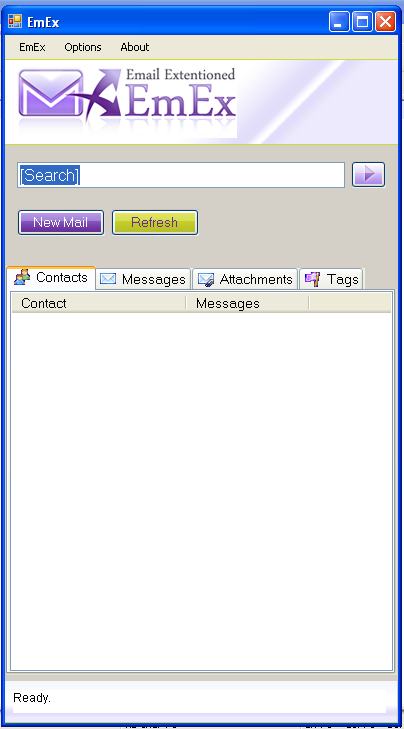 EmEx
EmEx Options About
Email Extentioned
EmEx
[Search]
New Mail Refresh
Contacts Messages Attachments Tags
Contact Messages
Ready.